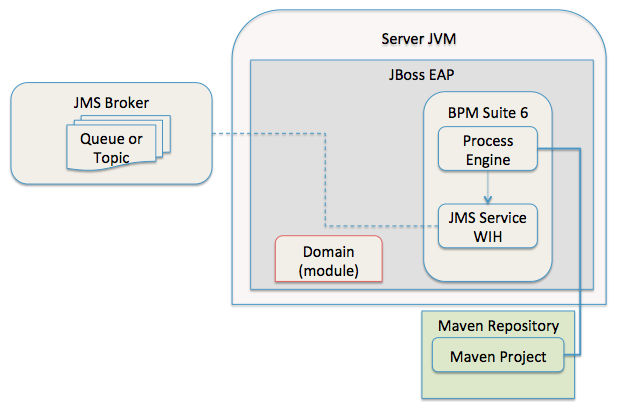 Server JVM
JBoss EAP
JMS Broker
Queue or
Topic
BPM Suite 6
Process
Engine
JMS Service
WIH
Domain
(module)
Maven Repository
Maven Project